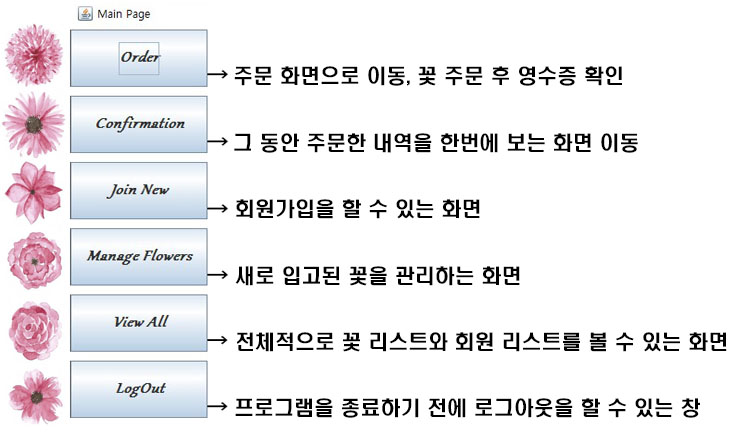 Main Page
Order
→ 주문 화면으로 이동, 꽃 주문 후 영수증 확인
Confirmation
→ 그 동안 주문한 내역을 한번에 보는 화면 이동
Join New
→ 회원가입을 할 수 있는 화면
Manage Flowers
→ 새로 입고된 꽃을 관리하는 화면
View All
→ 전체적으로 꽃 리스트와 회원 리스트를 볼 수 있는 화면
LogOut
→ 프로그램을 종료하기 전에 로그아웃을 할 수 있는 창